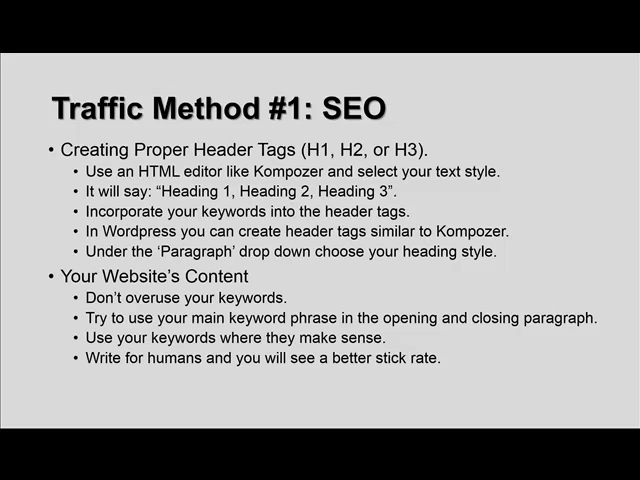 Traffic Method #1: SEO
• Creating Proper Header Tags (H1, H2, or H3).
• Use an HTML editor like Kompozer and select your text style.
• It will say: “Heading 1, Heading 2, Heading 3”.
• Incorporate your keywords into the header tags.
• In Wordpress you can create header tags similar to Kompozer.
• Under the ‘Paragraph’ drop down choose your heading style.
• Your Website’s Content
• Don’t overuse your keywords.
• Try to use your main keyword phrase in the opening and closing paragraph.
• Use your keywords where they make sense.
• Write for humans and you will see a better stick rate.